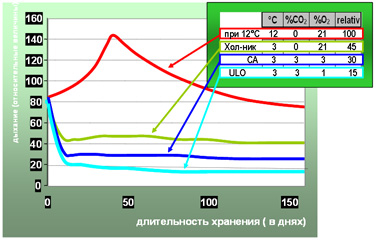 °C %CO₂ %O₂ relativ
при 12°C 12 0 21 100
Хол-ник 3 0 21 45
CA 3 3 3 30
ULO 3 3 1 15
160
140
120
100
80
60
40
20
0
0 50 100 150
дыхание (относительные
длительность хранения ( в днях)